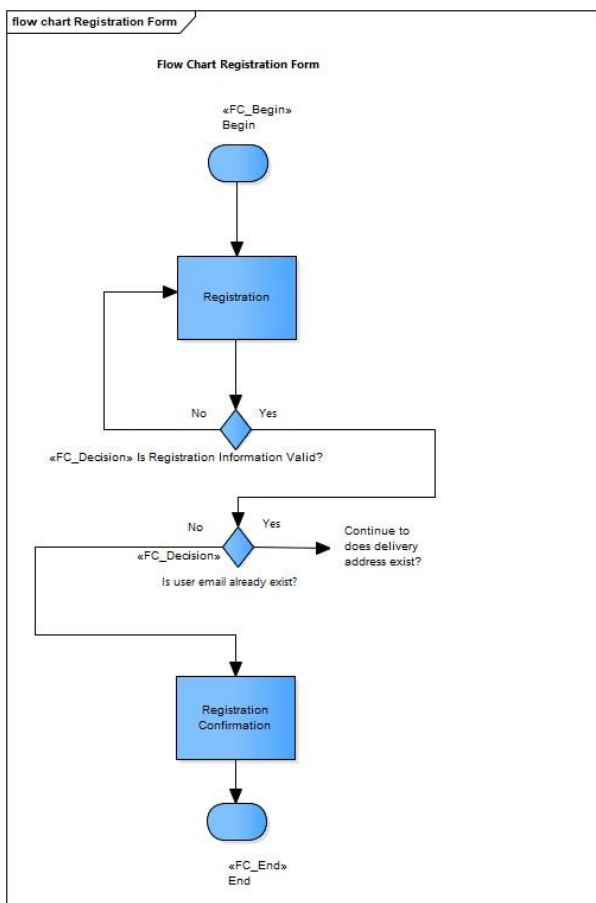 flow chart Registration Form
Flow Chart Registration Form
«FC_Begin»
Begin
Registration
No
Yes
«FC_Decision» Is Registration Information Valid?
No
Yes
«FC_Decision»
Continue to
does delivery
address exist?
Is user email already exist?
Registration
Confirmation
«FC_End»
End